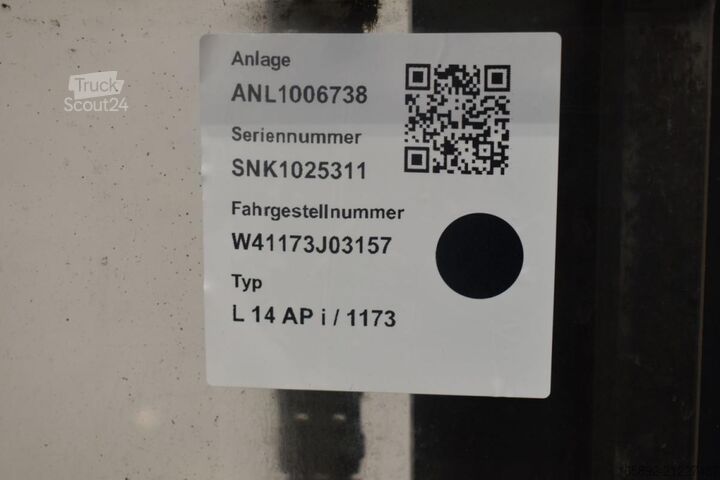 Truck
Scout24
Anlage
ANL1006738
Seriennummer
SNK1025311
Fahrgestellnummer
W41173J03157
Typ
L 14 AP i / 1173